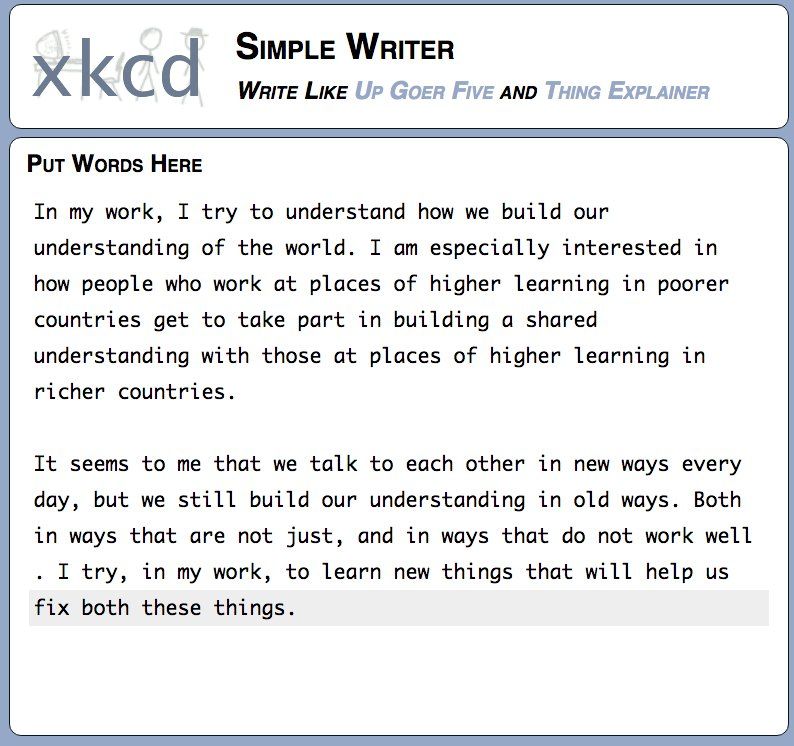 xkcd
Simple Writer
Write Like Up Goer Five and Thing Explainer
Put Words Here
In my work, I try to understand how we build our
understanding of the world. I am especially interested in
how people who work at places of higher learning in poorer
countries get to take part in building a shared
understanding with those at places of higher learning in
richer countries.
It seems to me that we talk to each other in new ways every
day, but we still build our understanding in old ways. Both
in ways that are not just, and in ways that do not work well
. I try, in my work, to learn new things that will help us
fix both these things.